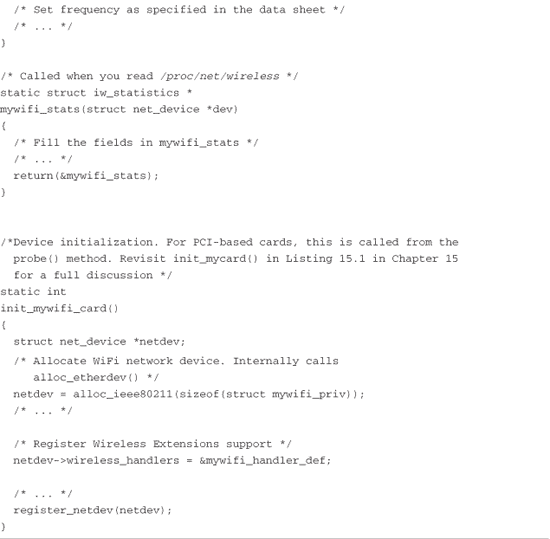 /* Set frequency as specified in the data sheet */
/* ... */
}
/* Called when you read /proc/net/wireless */
static struct iw_statistics *
mywifi_stats(struct net_device *dev)
{
/* Fill the fields in mywifi_stats */
/* ... */
return(&mywifi_stats);
}
/*Device initialization. For PCI-based cards, this is called from the
probe() method. Revisit init_mycard() in Listing 15.1 in Chapter 15
for a full discussion */
static int
init_mywifi_card()
{
struct net_device *netdev;
/* Allocate WiFi network device. Internally calls
alloc_etherdev() */
netdev = alloc_ieee80211(sizeof(struct mywifi_priv));
/* ... */
/* Register Wireless Extensions support */
netdev->wireless_handlers = &mywifi_handler_def;
/* ... */
register_netdev(netdev);
}